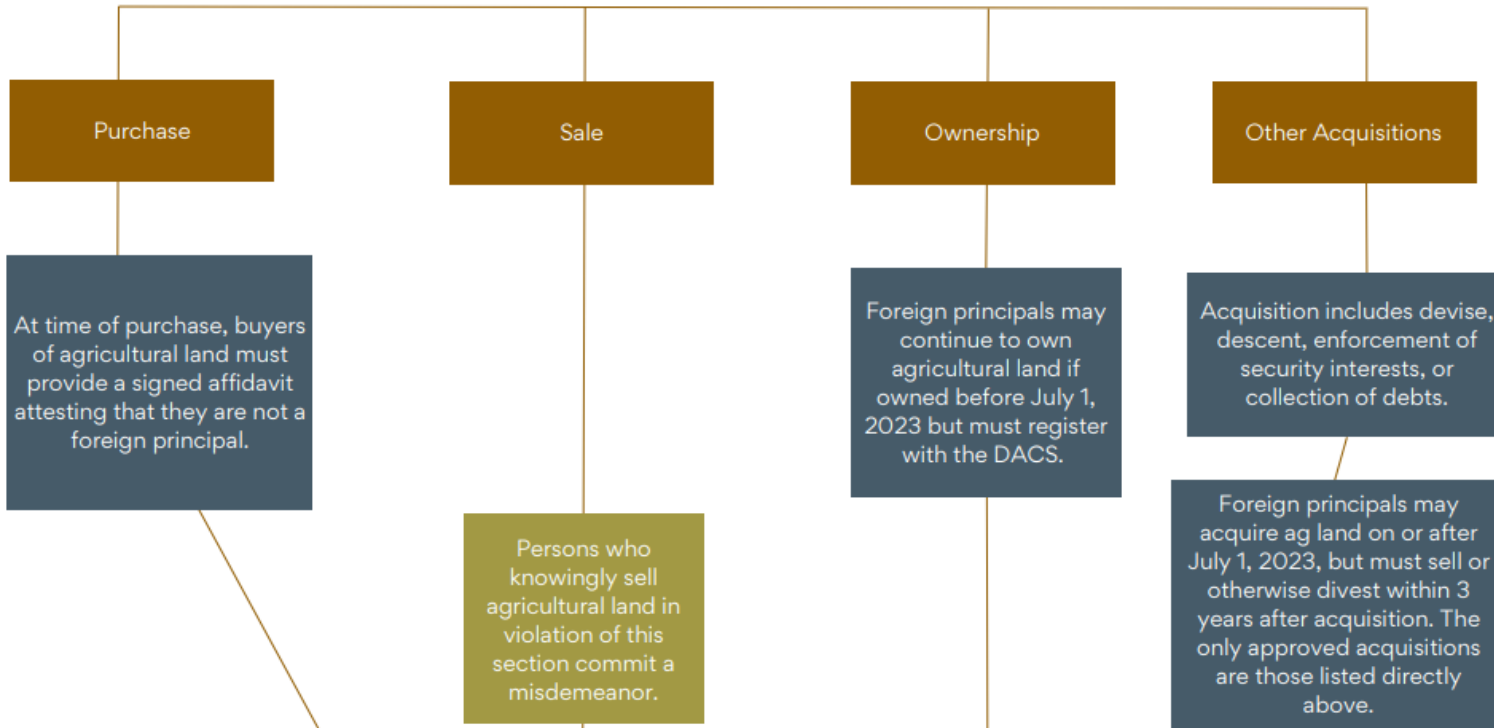 Purchase
Sale
Ownership
Other Acquisitions
At time of purchase, buyers
of agricultural land must
provide a signed affidavit
attesting that they are not a
foreign principal.
Persons who
knowingly sell
agricultural land in
violation of this
section commit a
misdemeanor.
Foreign principals may
continue to own
agricultural land if
owned before July 1,
2023 but must register
with the DACS.
Acquisition includes devise,
descent, enforcement of
security interests, or
collection of debts.
Foreign principals may
acquire ag land on or after
July 1, 2023, but must sell or
otherwise divest within 3
years after acquisition. The
only approved acquisitions
are those listed directly
above.